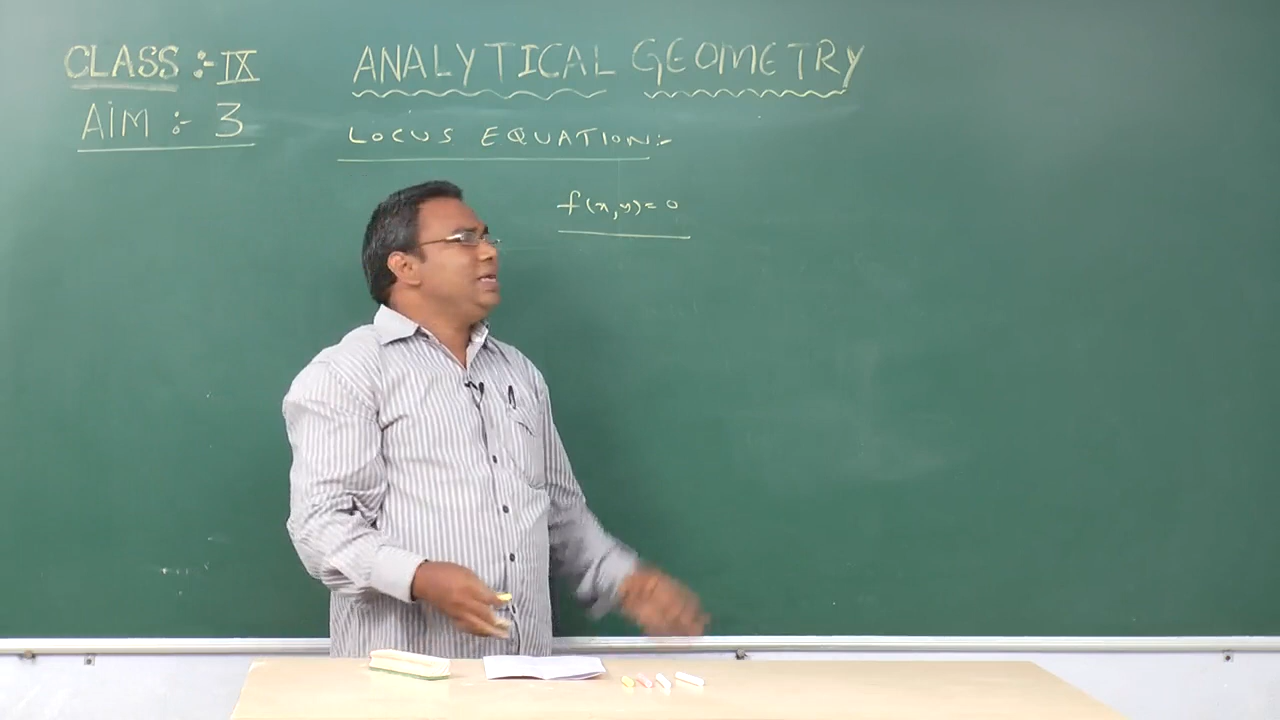 CLASS :- IX
AIM :- 3
ANALYTICAL GEOMETRY
LOCUS EQUATION:-
f(x,y)=0